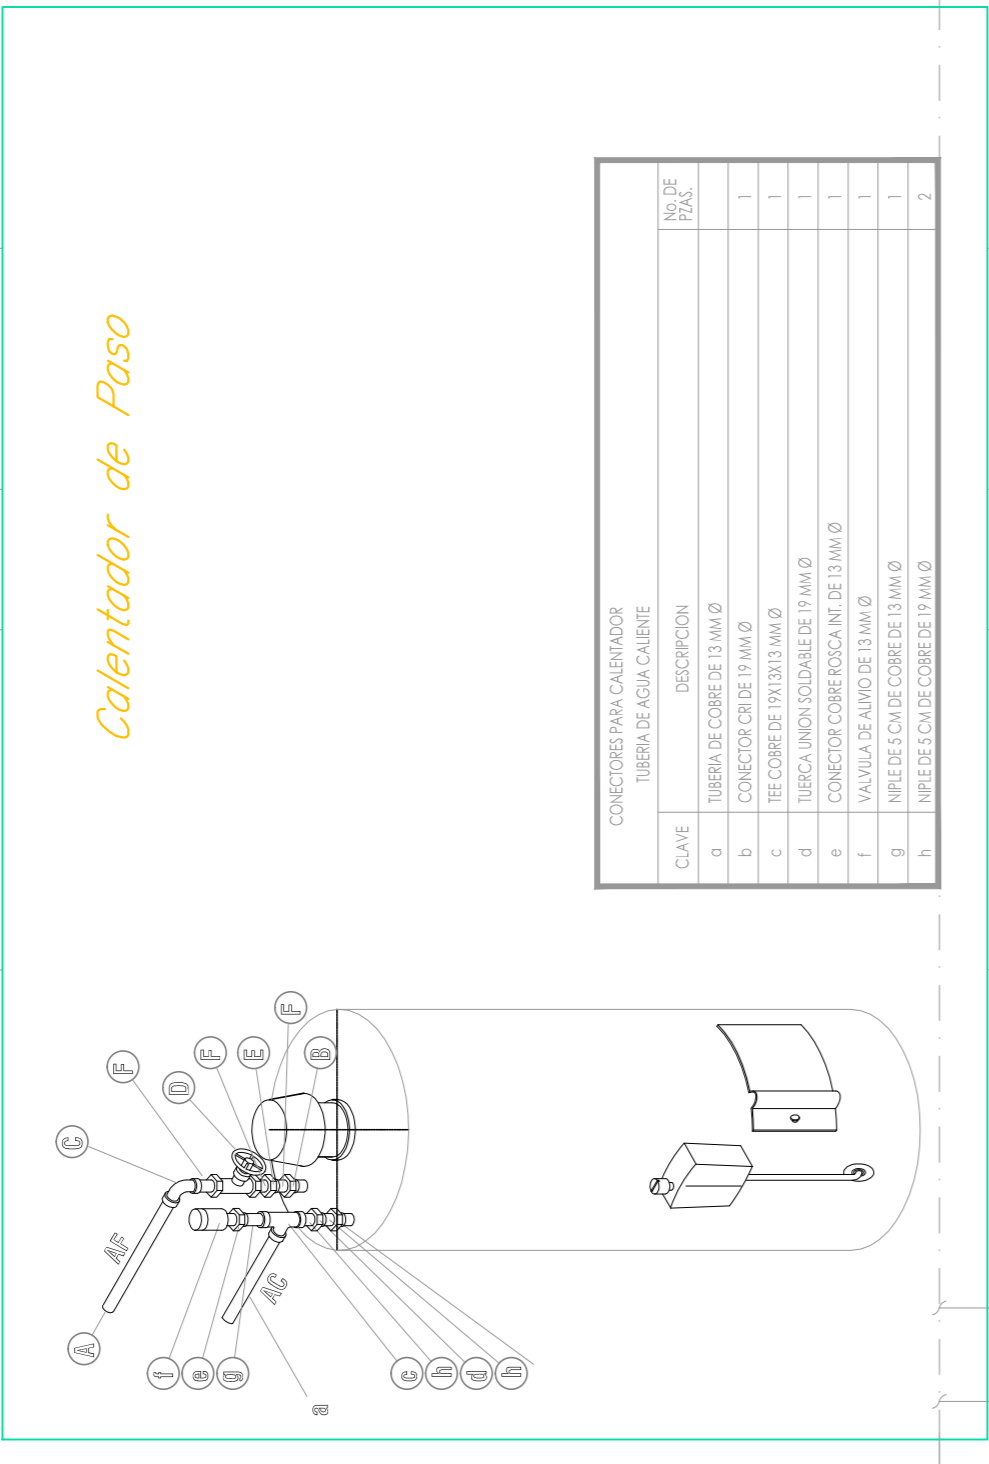 Calentador de Paso
CONECTORES PARA CALENTADOR
TUBERIA DE AGUA CALIENTE
CLAVE DESCRIPCION No. DE PZAS.
a TUBERIA DE COBRE DE 13 MM Ø
b CONECTOR CRI DE 19 MM Ø 1
c TEE COBRE DE 19X13X13 MM Ø 1
d TUERCA UNION SOLDABLE DE 19 MM Ø 1
e CONECTOR COBRE ROSCA INT. DE 13 MM Ø 1
f VALVULA DE ALIVIO DE 13 MM Ø 1
g NIPLE DE 5 CM DE COBRE DE 13 MM Ø 1
h NIPLE DE 5 CM DE COBRE DE 19 MM Ø 2
A
AF
C
F
D
F
E
F
B
f
e
g
AC
a
c
h
d
h